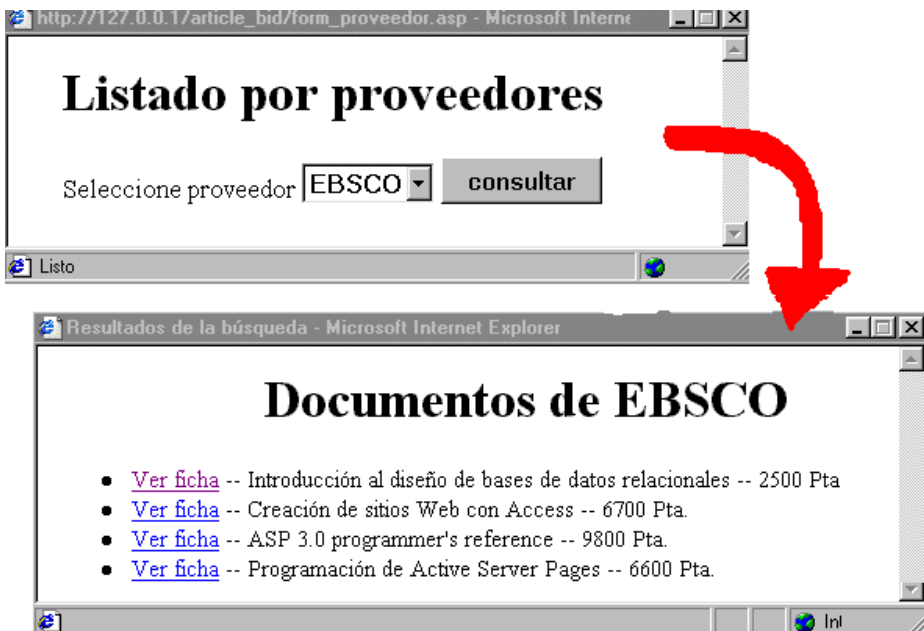 http://127.0.0.1/article_bid/form_proveedor.asp - Microsoft Interne
Listado por proveedores
Seleccione proveedor EBSCO consultar
Listo
Resultados de la búsqueda - Microsoft Internet Explorer
Documentos de EBSCO
Ver ficha -- Introducción al diseño de bases de datos relacionales -- 2500 Pta
Ver ficha -- Creación de sitios Web con Access -- 6700 Pta.
Ver ficha -- ASP 3.0 programmer's reference -- 9800 Pta.
Ver ficha -- Programación de Active Server Pages -- 6600 Pta.